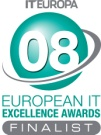 IT EUROPA
08
EUROPEAN IT
EXCELLENCE AWARDS
FINALIST